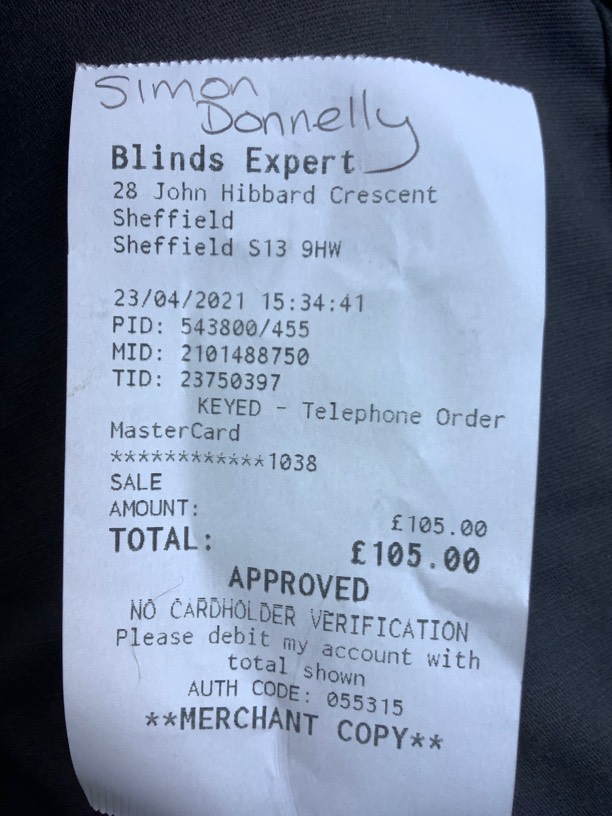 Simon
Donnelly
Blinds Expert
28 John Hibbard Crescent
Sheffield
Sheffield S13 9HW
23/04/2021 15:34:41
PID: 543800/455
MID: 2101488750
TID: 23750397
KEYED - Telephone Order
MasterCard
************1038
SALE
AMOUNT: £105.00
TOTAL: £105.00
APPROVED
NO CARDHOLDER VERIFICATION
Please debit my account with
total shown
AUTH CODE: 055315
**MERCHANT COPY**